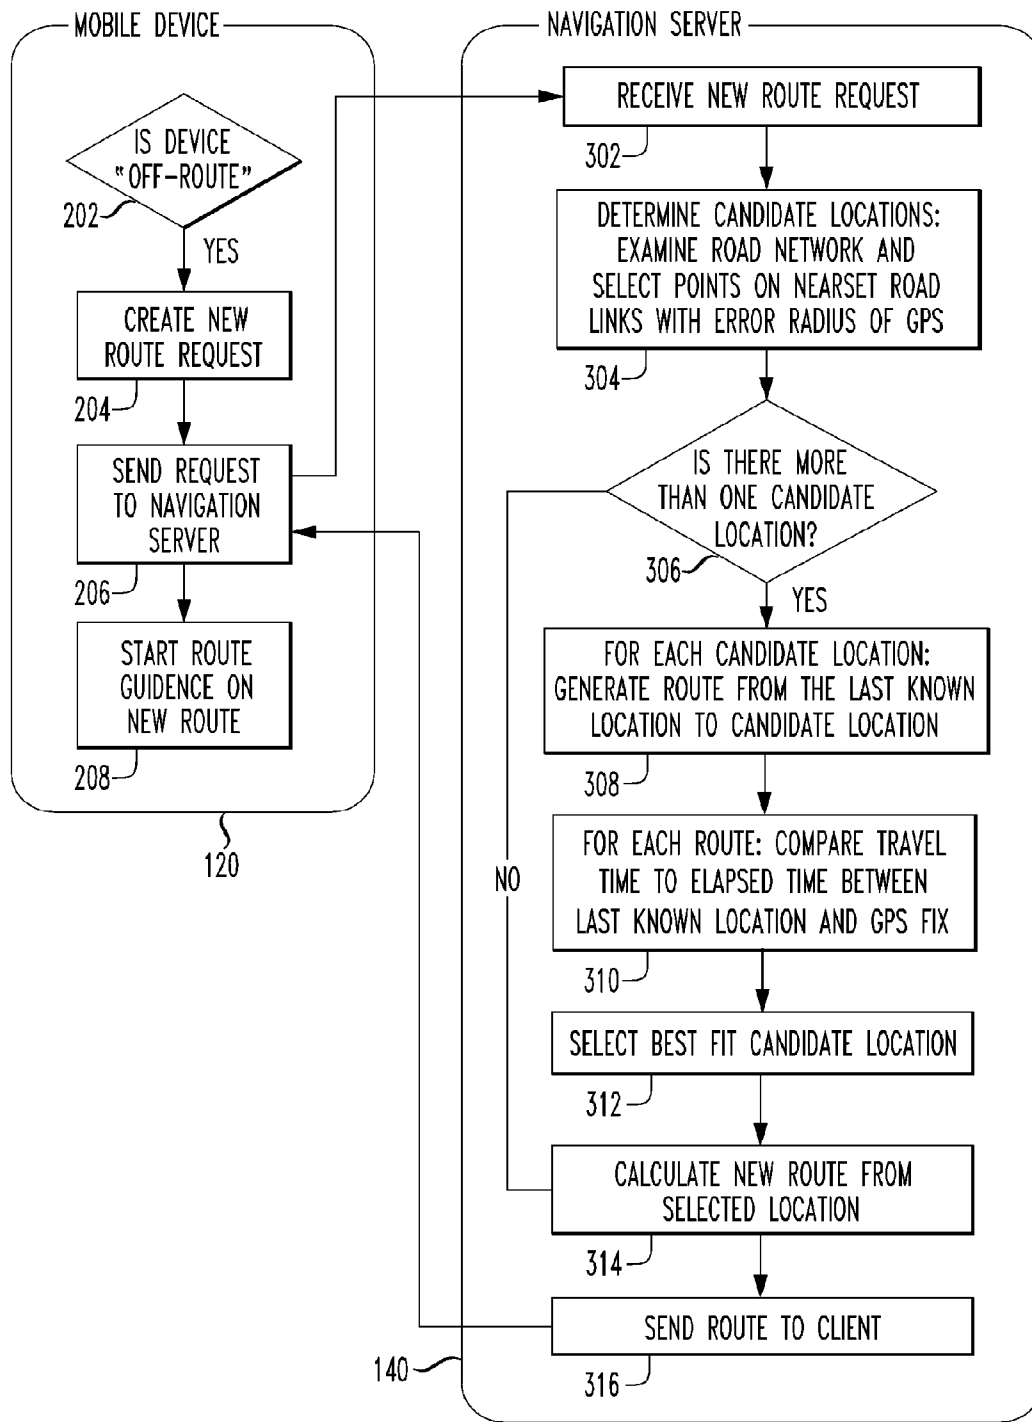 MOBILE DEVICE
IS DEVICE
"OFF-ROUTE"
202
YES
CREATE NEW
ROUTE REQUEST
204
SEND REQUEST
TO NAVIGATION
SERVER
206
START ROUTE
GUIDENCE ON
NEW ROUTE
208
120
NAVIGATION SERVER
RECEIVE NEW ROUTE REQUEST
302
DETERMINE CANDIDATE LOCATIONS:
EXAMINE ROAD NETWORK AND
SELECT POINTS ON NEARSET ROAD
LINKS WITH ERROR RADIUS OF GPS
304
IS THERE MORE
THAN ONE CANDIDATE
LOCATION?
306
YES
NO
FOR EACH CANDIDATE LOCATION:
GENERATE ROUTE FROM THE LAST KNOWN
LOCATION TO CANDIDATE LOCATION
308
FOR EACH ROUTE: COMPARE TRAVEL
TIME TO ELAPSED TIME BETWEEN
LAST KNOWN LOCATION AND GPS FIX
310
SELECT BEST FIT CANDIDATE LOCATION
312
CALCULATE NEW ROUTE FROM
SELECTED LOCATION
314
SEND ROUTE TO CLIENT
316
140